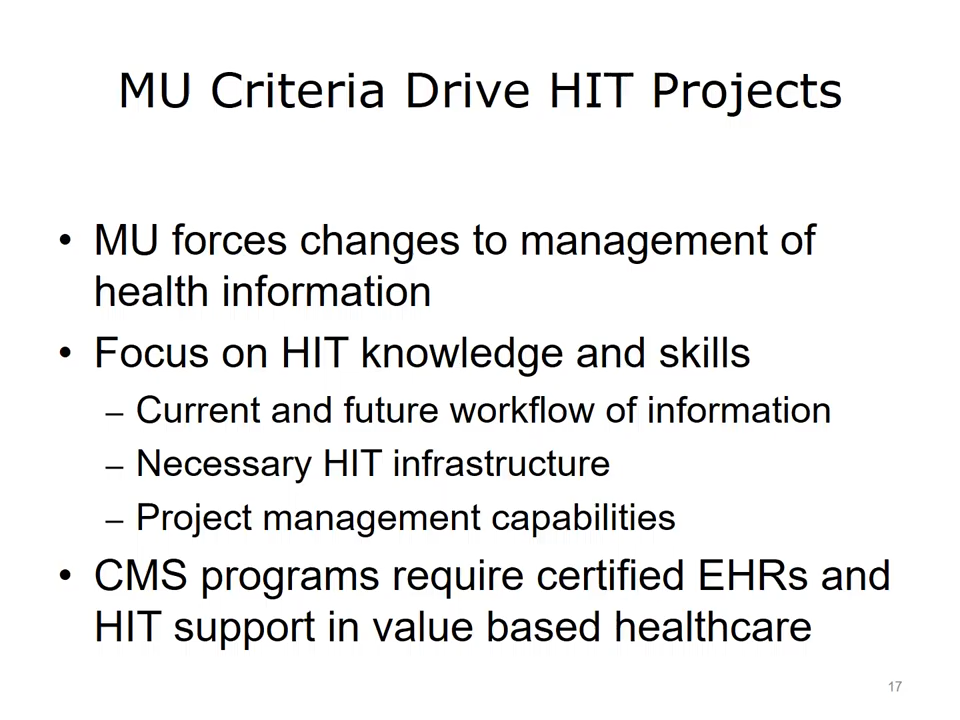 MU Criteria Drive HIT Projects
• MU forces changes to management of
health information
• Focus on HIT knowledge and skills
– Current and future workflow of information
– Necessary HIT infrastructure
– Project management capabilities
• CMS programs require certified EHRs and
HIT support in value based healthcare
17